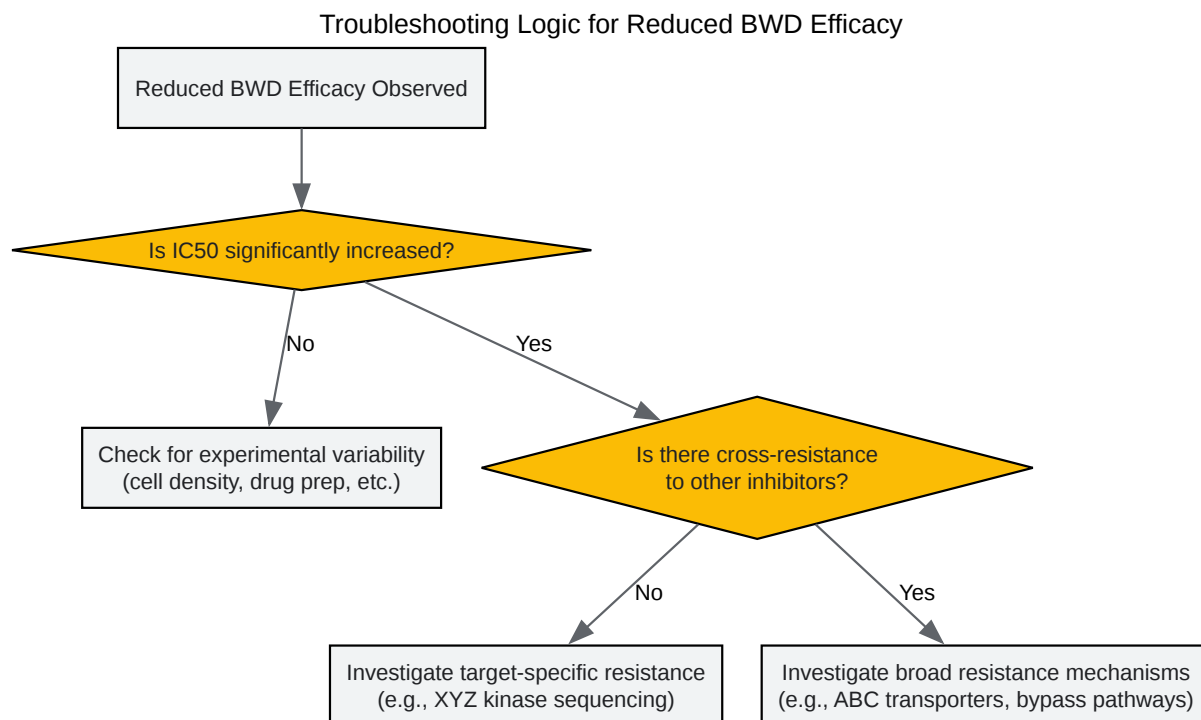 Troubleshooting Logic for Reduced BWD Efficacy
Reduced BWD Efficacy Observed
Is IC50 significantly increased?
No
Yes
Check for experimental variability
(cell density, drug prep, etc.)
Is there cross-resistance
to other inhibitors?
No
Yes
Investigate target-specific resistance
(e.g., XYZ kinase sequencing)
Investigate broad resistance mechanisms
(e.g., ABC transporters, bypass pathways)